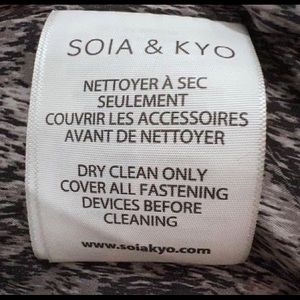 SOIA & KYO
NETTOYER À SEC
SEULEMENT
COUVRIR LES ACCESSOIRES
AVANT DE NETTOYER
DRY CLEAN ONLY
COVER ALL FASTENING
DEVICES BEFORE
CLEANING
www.soiakyo.com